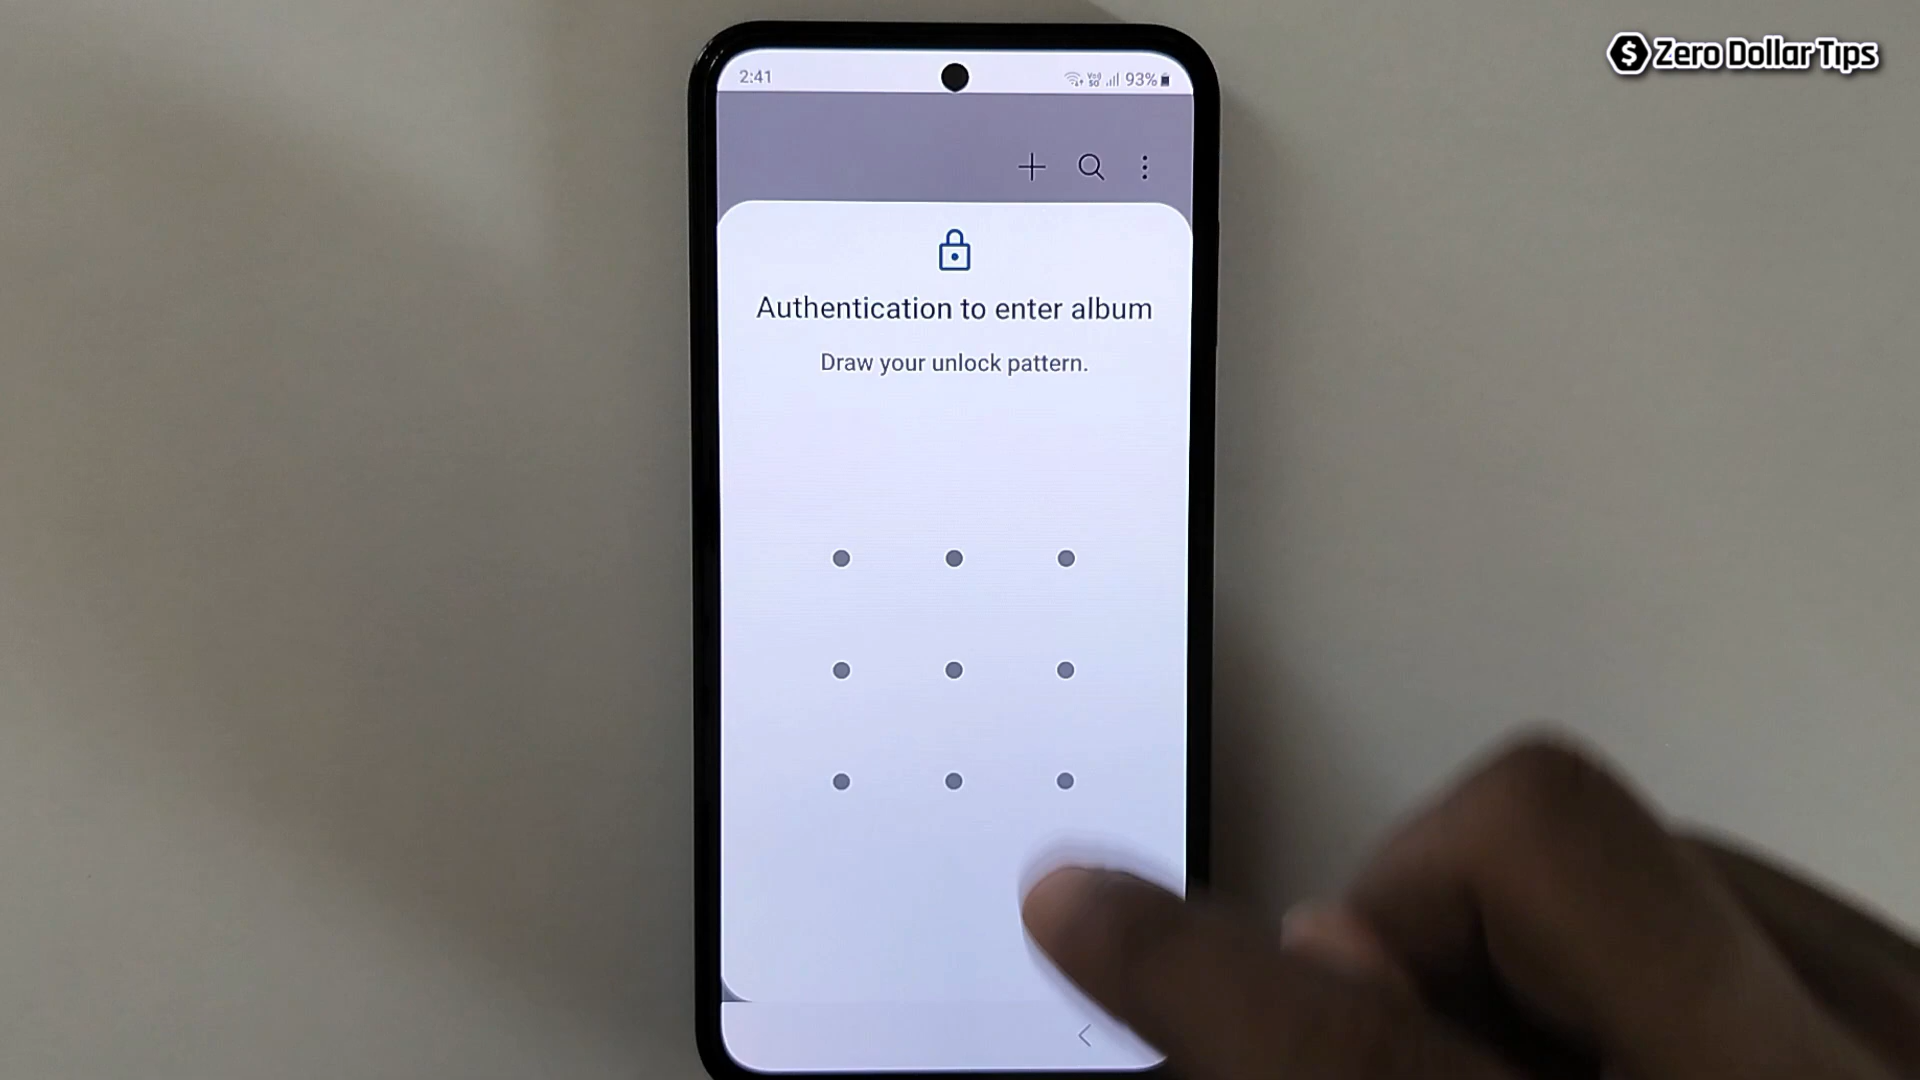 Zero Dollar Tips
2:41
93%
Authentication to enter album
Draw your unlock pattern.